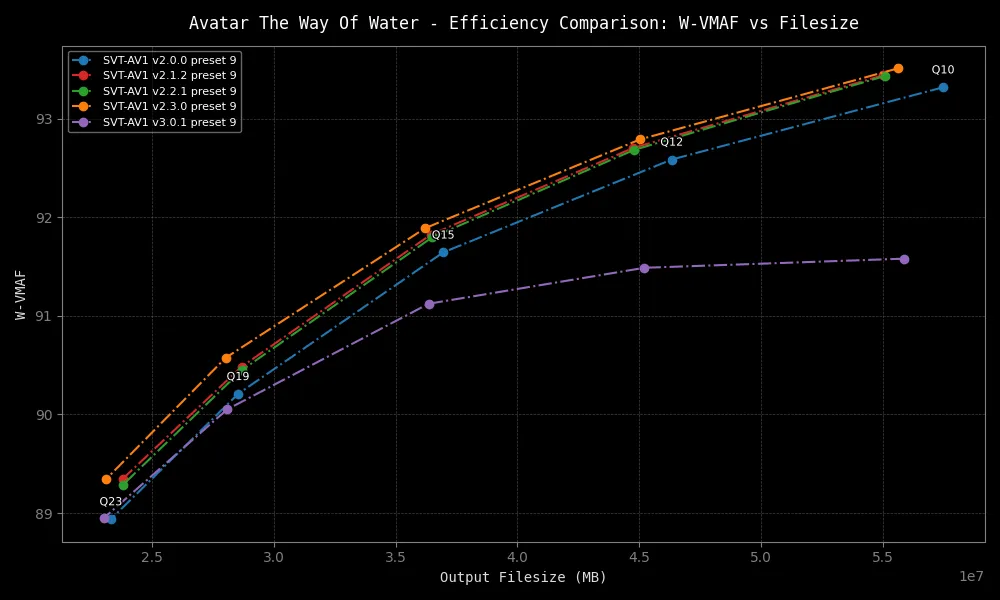 Avatar The Way Of Water - Efficiency Comparison: W-VMAF vs Filesize
SVT-AV1 v2.0.0 preset 9
SVT-AV1 v2.1.2 preset 9
SVT-AV1 v2.2.1 preset 9
SVT-AV1 v2.3.0 preset 9
SVT-AV1 v3.0.1 preset 9
Q10
Q12
Q15
Q19
Q23
W-VMAF
93
92
91
90
89
2.5 3.0 3.5 4.0 4.5 5.0 5.5
1e7
Output Filesize (MB)